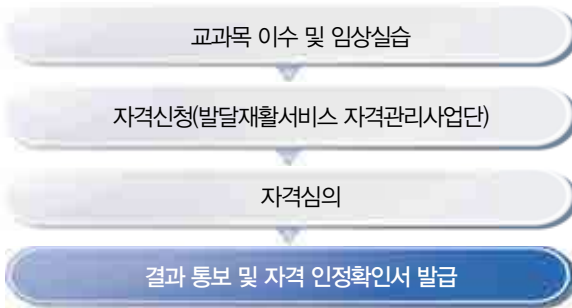 교과목 이수 및 임상실습
자격신청(발달재활서비스 자격관리사업단)
자격심의
결과 통보 및 자격 인정확인서 발급